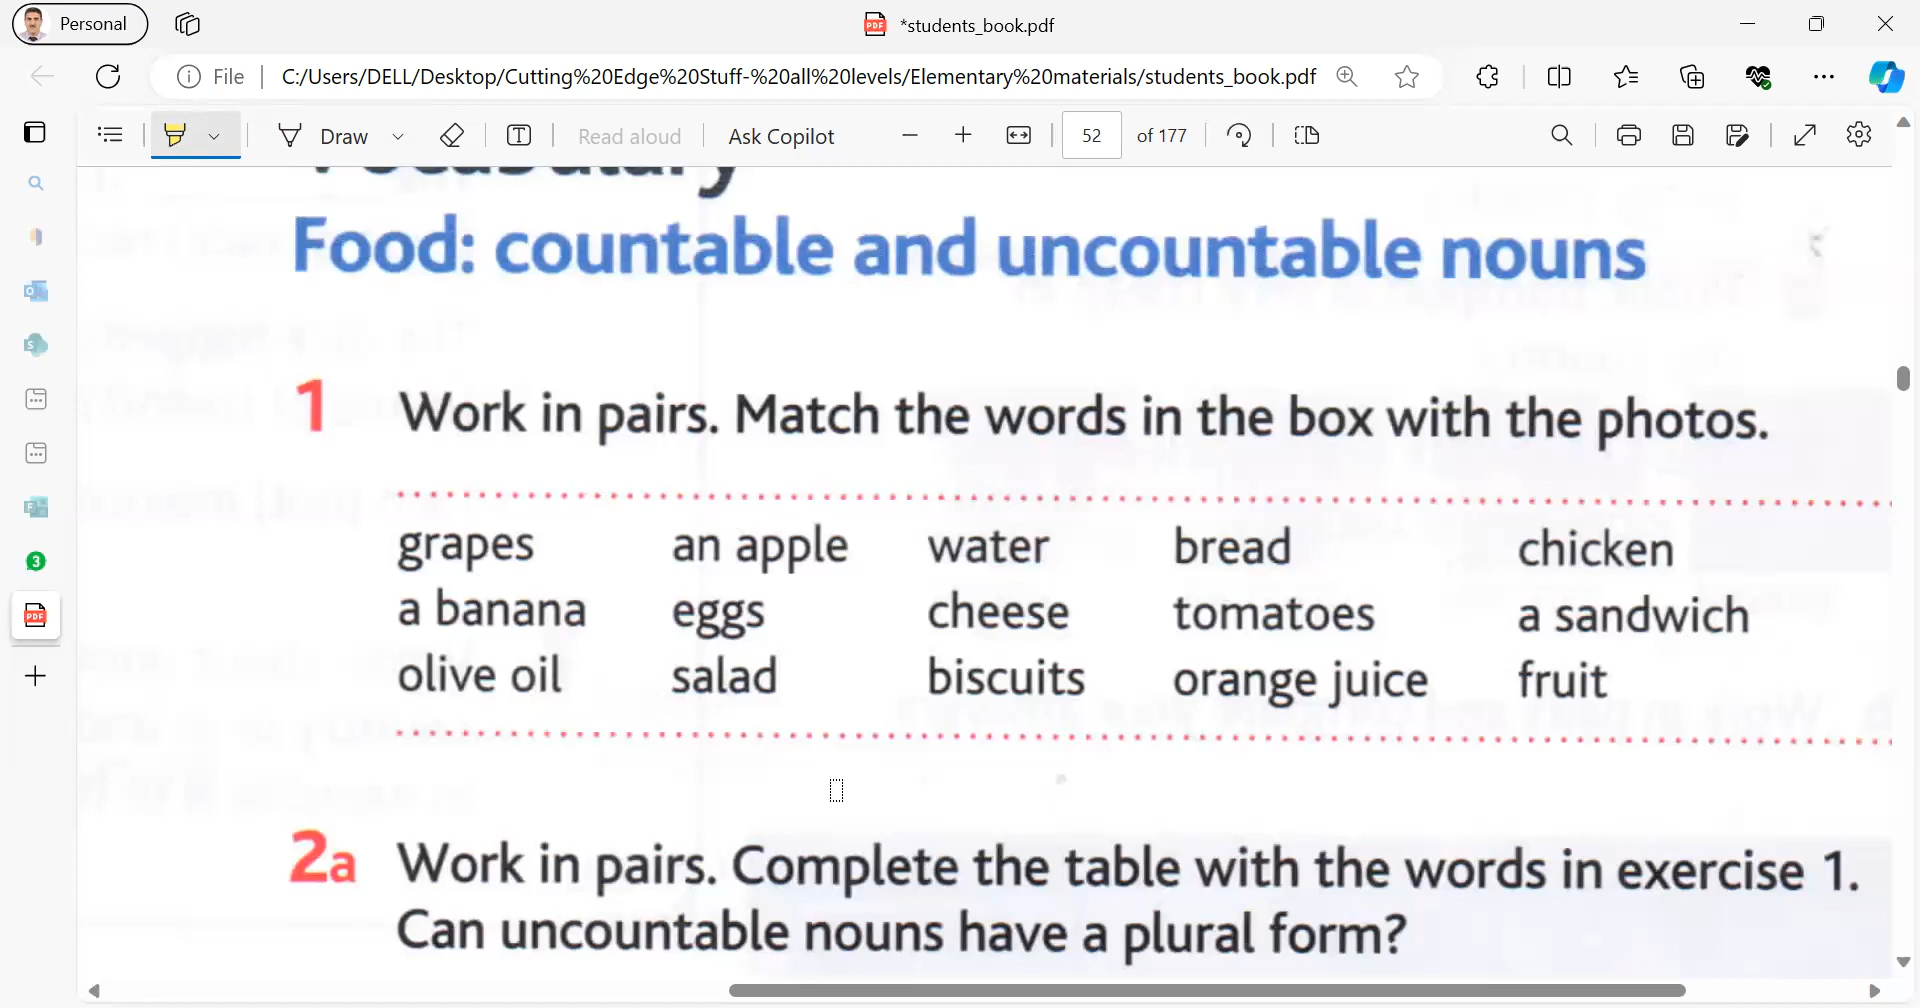 Personal
*students_book.pdf
File
C:/Users/DELL/Desktop/Cutting%20Edge%20Stuff-%20all%20levels/Elementary%20materials/students_book.pdf
Draw
Read aloud
Ask Copilot
52
of 177
Vocabulary
Food: countable and uncountable nouns
1 Work in pairs. Match the words in the box with the photos.
grapes an apple water bread chicken
a banana eggs cheese tomatoes a sandwich
olive oil salad biscuits orange juice fruit
2a Work in pairs. Complete the table with the words in exercise 1.
Can uncountable nouns have a plural form?
3
PDF